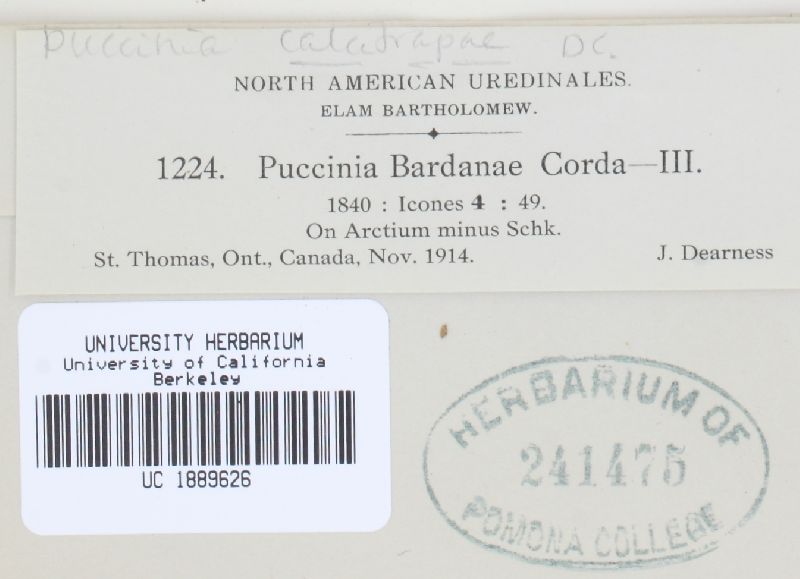 Puccinia calcitrapae DC.
NORTH AMERICAN UREDINALES.
ELAM BARTHOLOMEW.
1224. Puccinia Bardanae Corda—III.
1840 : Icones 4 : 49.
On Arctium minus Schk.
St. Thomas, Ont., Canada, Nov. 1914. J. Dearness
UNIVERSITY HERBARIUM
University of California
Berkeley
UC 1889626
HERBARIUM OF
241475
POMONA COLLEGE